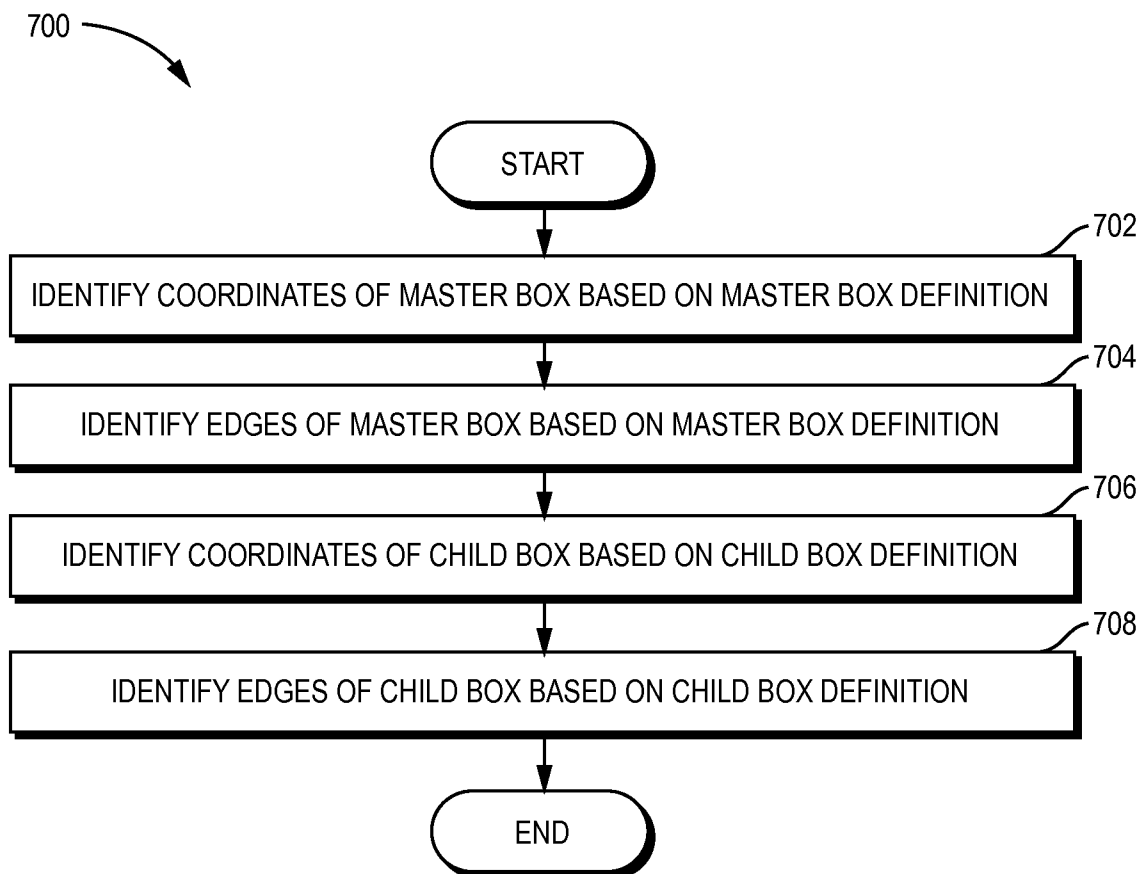 700
START
702
IDENTIFY COORDINATES OF MASTER BOX BASED ON MASTER BOX DEFINITION
704
IDENTIFY EDGES OF MASTER BOX BASED ON MASTER BOX DEFINITION
706
IDENTIFY COORDINATES OF CHILD BOX BASED ON CHILD BOX DEFINITION
708
IDENTIFY EDGES OF CHILD BOX BASED ON CHILD BOX DEFINITION
END